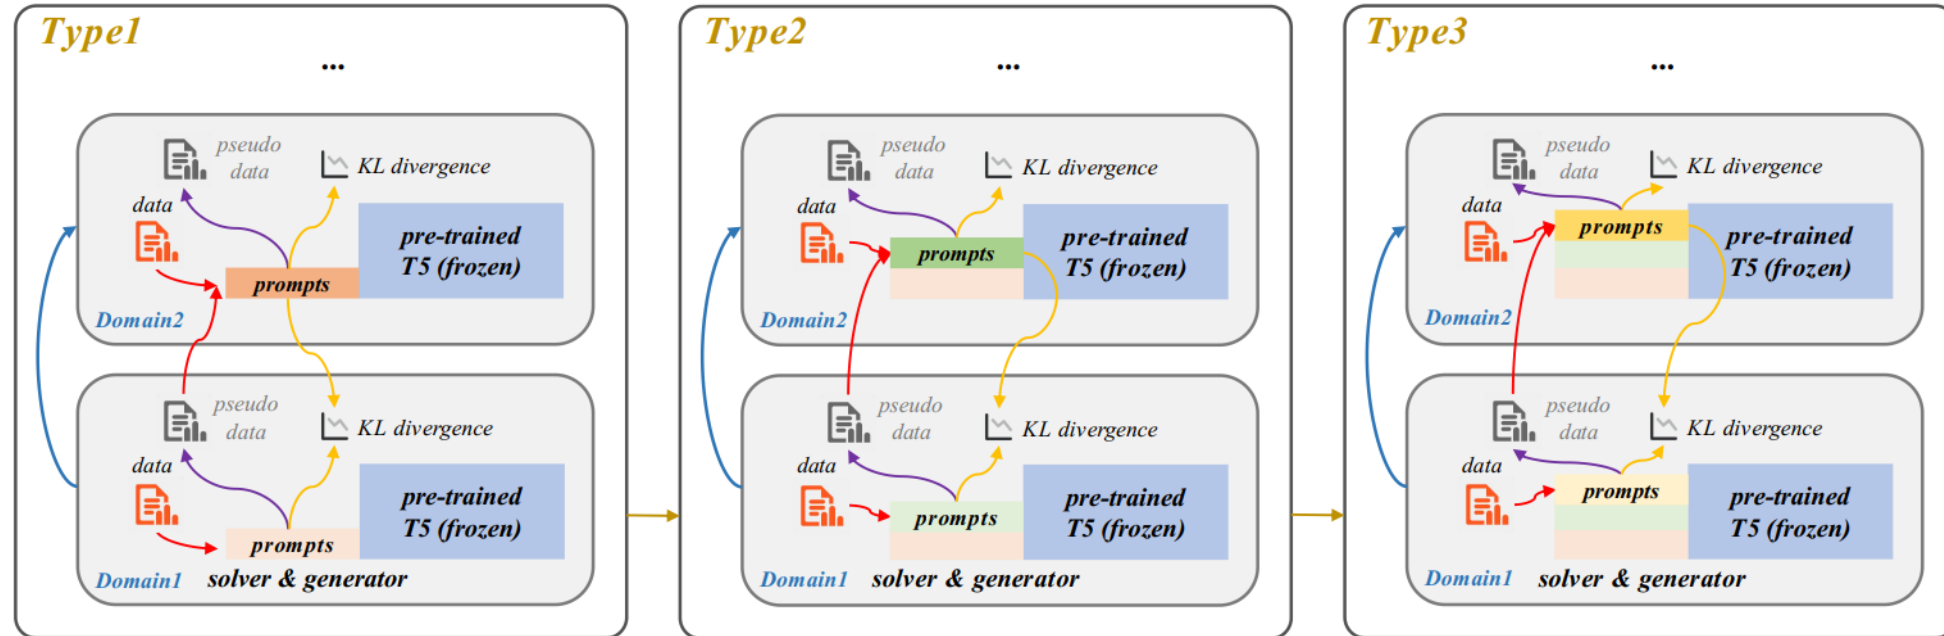 Type1
...
pseudo
data
KL divergence
data
pre-trained
T5 (frozen)
prompts
Domain2
pseudo
data
KL divergence
data
pre-trained
T5 (frozen)
prompts
Domain1
solver & generator
Type2
...
pseudo
data
KL divergence
data
pre-trained
T5 (frozen)
prompts
Domain2
pseudo
data
KL divergence
data
pre-trained
T5 (frozen)
prompts
Domain1
solver & generator
Type3
...
pseudo
data
KL divergence
data
prompts
pre-trained
T5 (frozen)
Domain2
pseudo
data
KL divergence
data
prompts
pre-trained
T5 (frozen)
Domain1
solver & generator